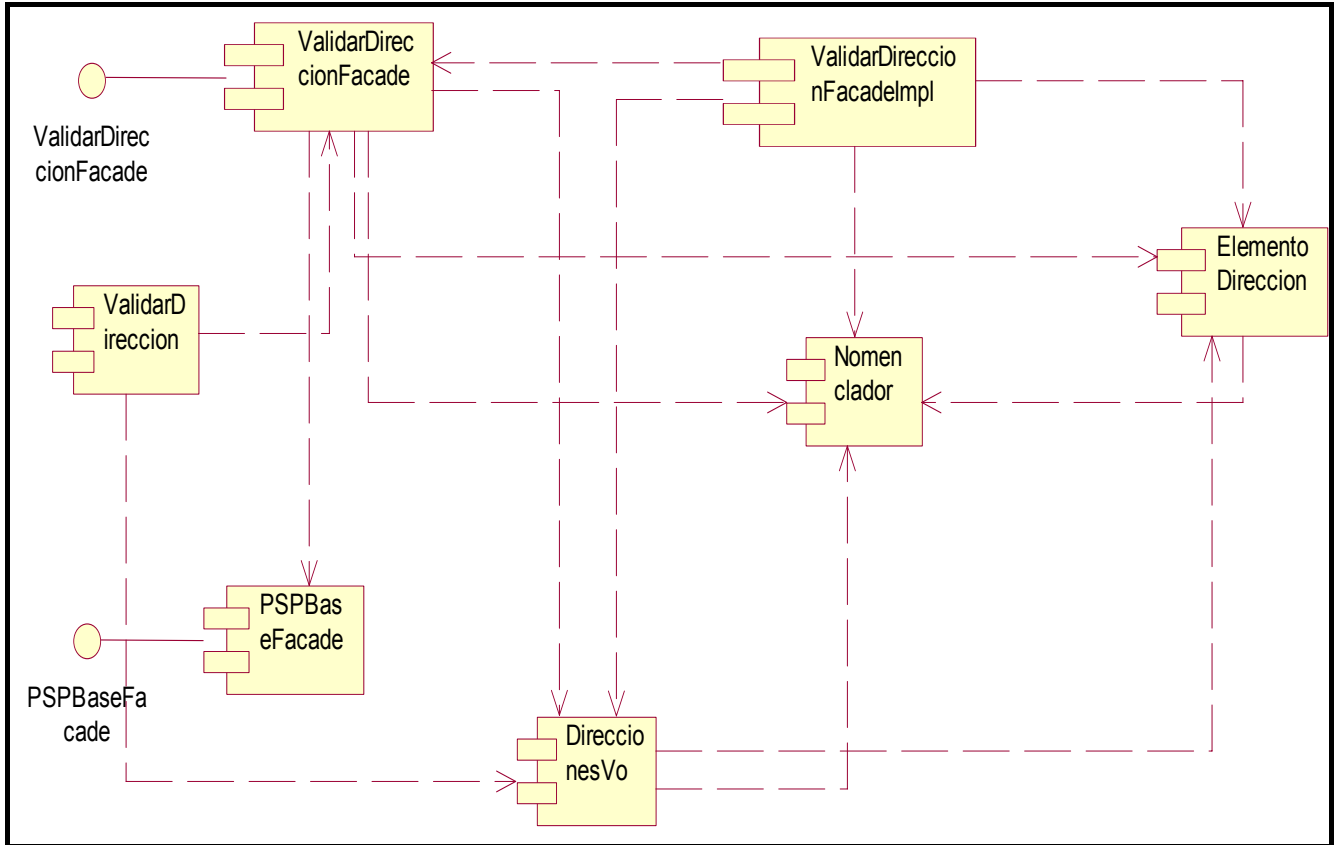 ValidarDirec
cionFacade
ValidarDireccio
nFacadeImpl
ValidarDirec
cionFacade
Elemento
Direccion
ValidarD
ireccion
Nomen
clador
PSPBas
eFacade
PSPBaseFa
cade
Direccio
nesVo